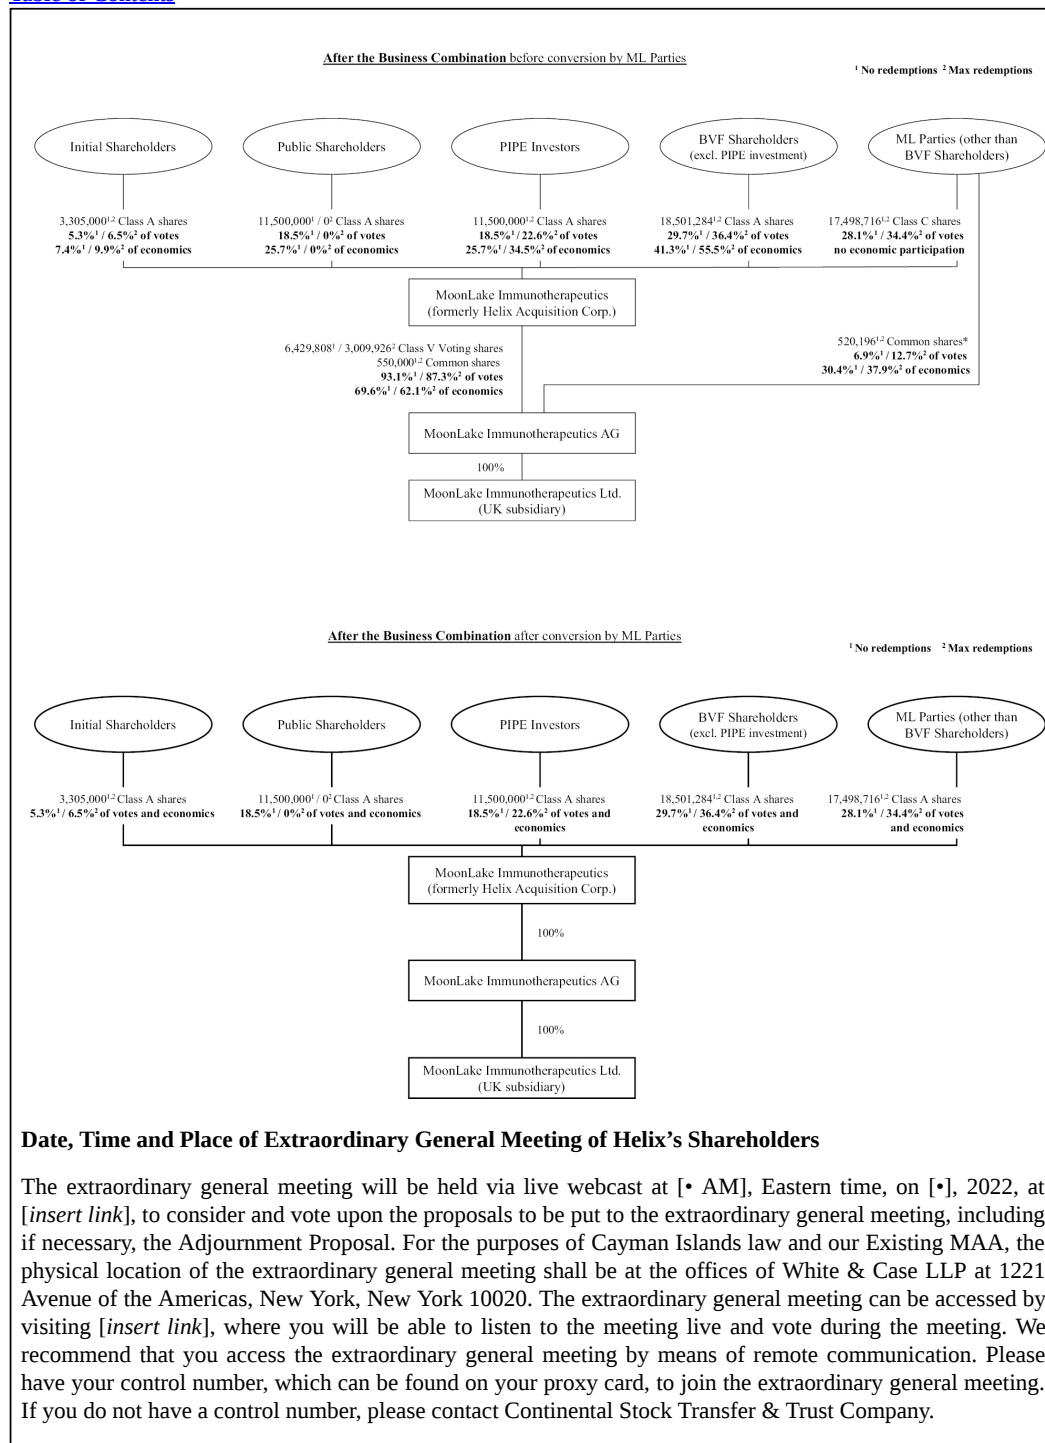 Table of Contents
After the Business Combination before conversion by ML Parties
¹ No redemptions ² Max redemptions
Initial Shareholders
Public Shareholders
PIPE Investors
BVF Shareholders
(excl. PIPE investment)
ML Parties (other than
BVF Shareholders)
3,305,000¹,² Class A shares
5.3%¹ / 6.5%² of votes
7.4%¹ / 9.9%² of economics
11,500,000¹ / 0² Class A shares
18.5%¹ / 0%² of votes
25.7%¹ / 0%² of economics
11,500,000¹,² Class A shares
18.5%¹ / 22.6%² of votes
25.7%¹ / 34.5%² of economics
18,501,284¹,² Class A shares
29.7%¹ / 36.4%² of votes
41.3%¹ / 55.5%² of economics
17,498,716¹,² Class C shares
28.1%¹ / 34.4%² of votes
no economic participation
MoonLake Immunotherapeutics
(formerly Helix Acquisition Corp.)
6,429,808¹ / 3,009,926² Class V Voting shares
550,000¹,² Common shares
93.1%¹ / 87.3%² of votes
69.6%¹ / 62.1%² of economics
520,196¹,² Common shares*
6.9%¹ / 12.7%² of votes
30.4%¹ / 37.9%² of economics
MoonLake Immunotherapeutics AG
100%
MoonLake Immunotherapeutics Ltd.
(UK subsidiary)
After the Business Combination after conversion by ML Parties
¹ No redemptions ² Max redemptions
Initial Shareholders
Public Shareholders
PIPE Investors
BVF Shareholders
(excl. PIPE investment)
ML Parties (other than
BVF Shareholders)
3,305,000¹,² Class A shares
5.3%¹ / 6.5%² of votes and economics
11,500,000¹ / 0² Class A shares
18.5%¹ / 0%² of votes and economics
11,500,000¹,² Class A shares
18.5%¹ / 22.6%² of votes and
economics
18,501,284¹,² Class A shares
29.7%¹ / 36.4%² of votes and
economics
17,498,716¹,² Class A shares
28.1%¹ / 34.4%² of votes
and economics
MoonLake Immunotherapeutics
(formerly Helix Acquisition Corp.)
100%
MoonLake Immunotherapeutics AG
100%
MoonLake Immunotherapeutics Ltd.
(UK subsidiary)
Date, Time and Place of Extraordinary General Meeting of Helix’s Shareholders
The extraordinary general meeting will be held via live webcast at [• AM], Eastern time, on [•], 2022, at
[insert link], to consider and vote upon the proposals to be put to the extraordinary general meeting, including
if necessary, the Adjournment Proposal. For the purposes of Cayman Islands law and our Existing MAA, the
physical location of the extraordinary general meeting shall be at the offices of White & Case LLP at 1221
Avenue of the Americas, New York, New York 10020. The extraordinary general meeting can be accessed by
visiting [insert link], where you will be able to listen to the meeting live and vote during the meeting. We
recommend that you access the extraordinary general meeting by means of remote communication. Please
have your control number, which can be found on your proxy card, to join the extraordinary general meeting.
If you do not have a control number, please contact Continental Stock Transfer & Trust Company.